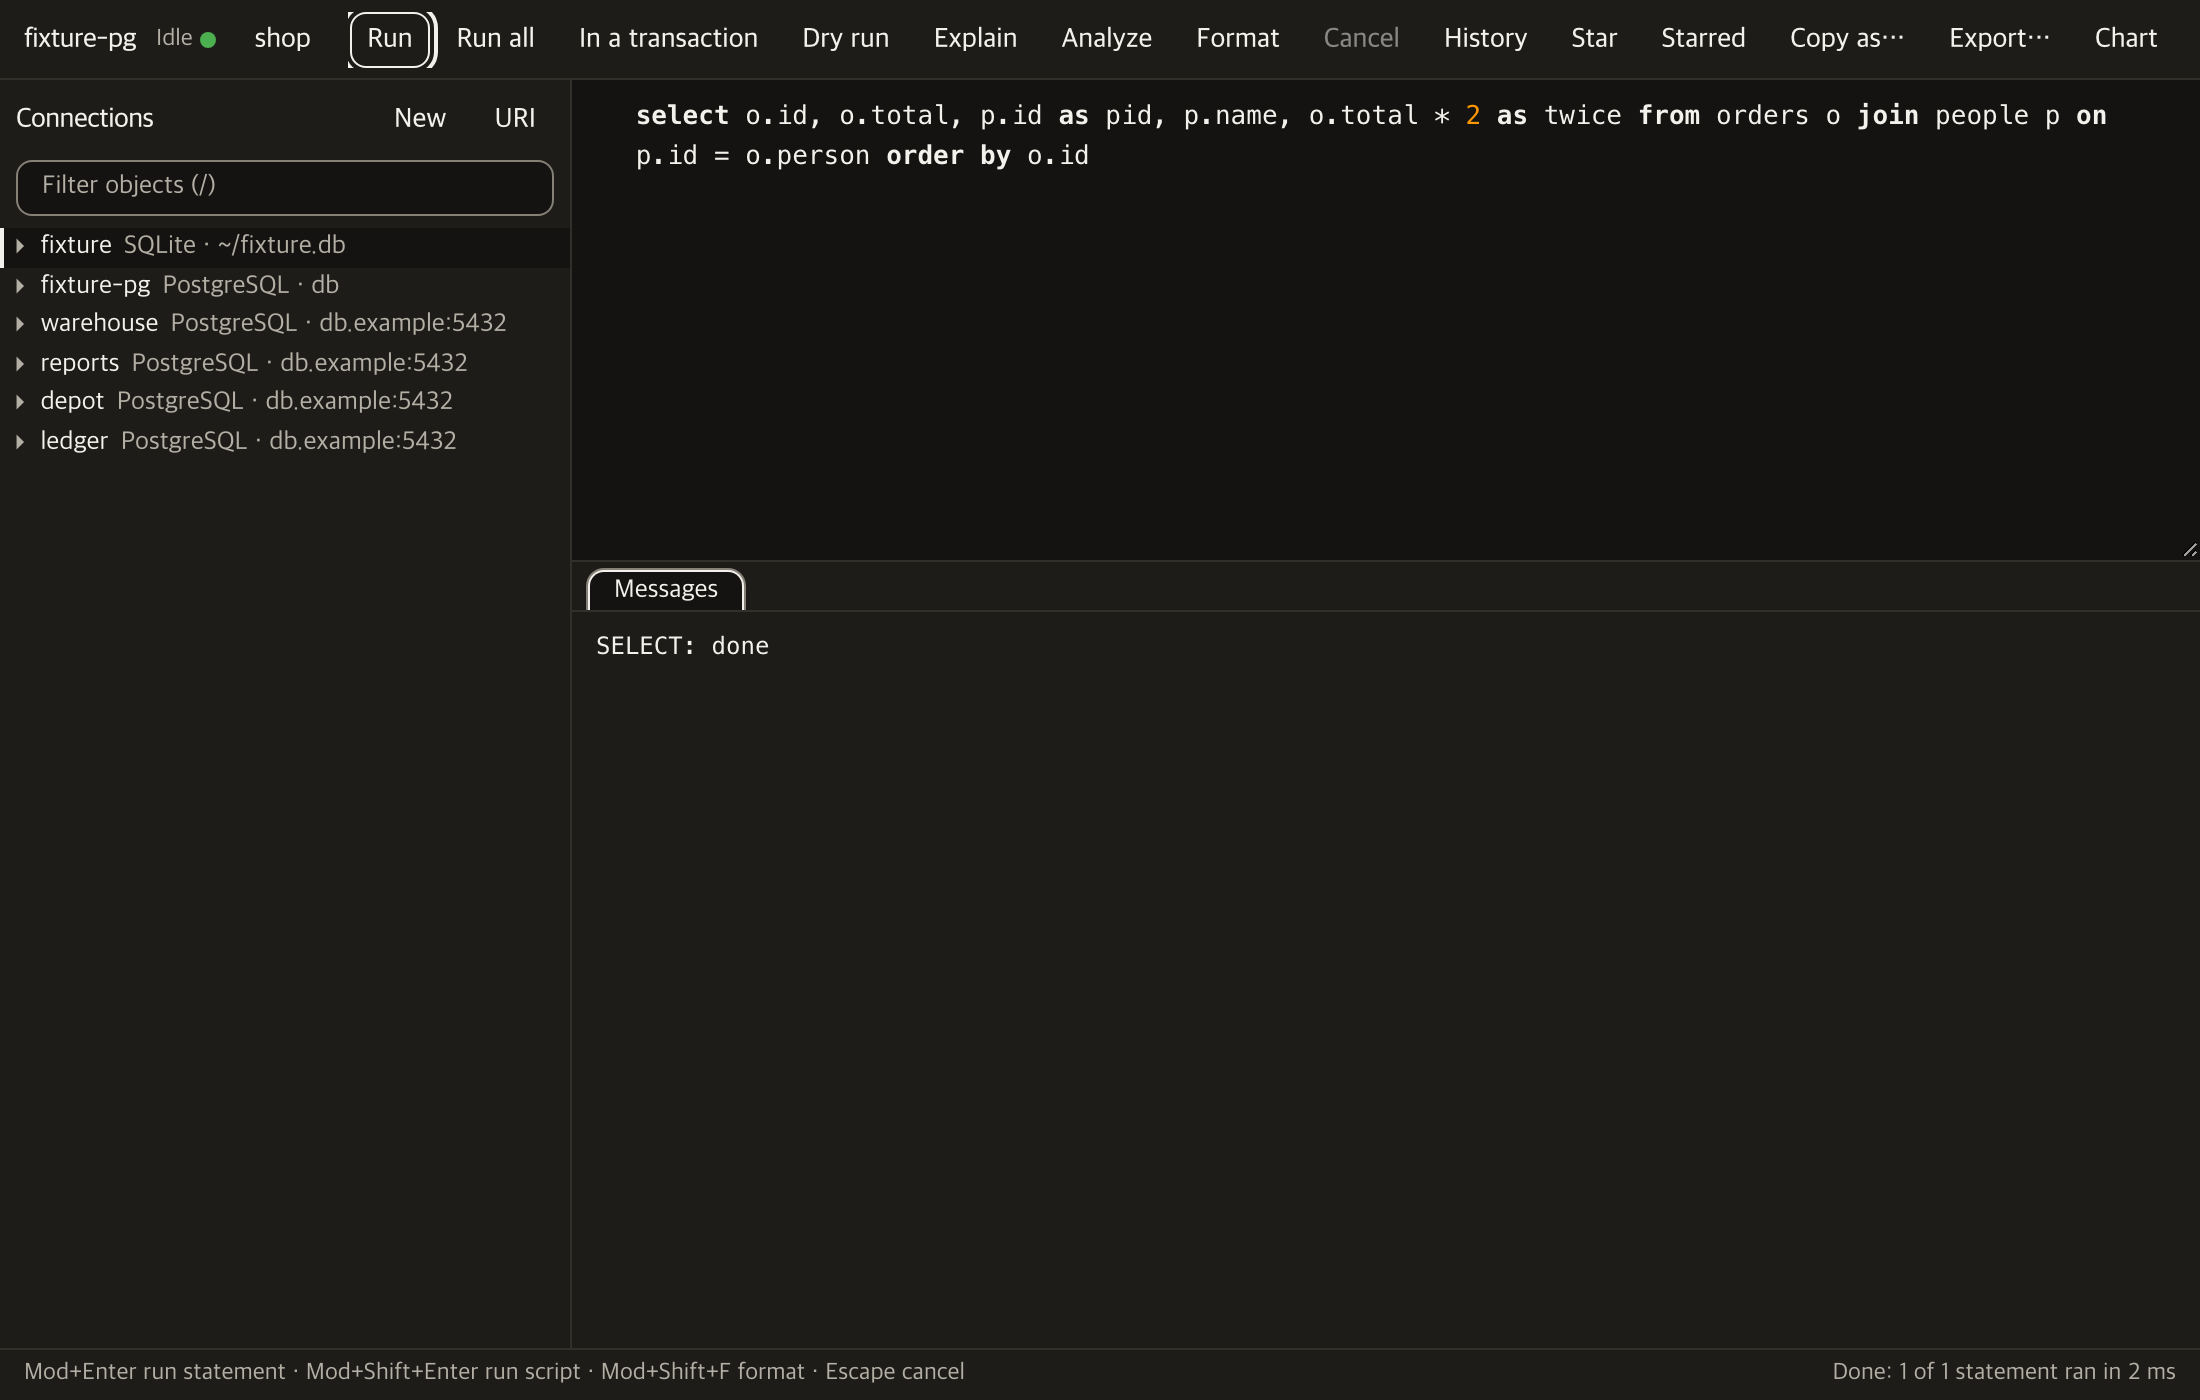 fixture-pg Idle shop Run Run all In a transaction Dry run Explain Analyze Format Cancel History Star Starred Copy as… Export… Chart
Connections New URI
Filter objects (/)
fixture SQLite · ~/fixture.db
fixture-pg PostgreSQL · db
warehouse PostgreSQL · db.example:5432
reports PostgreSQL · db.example:5432
depot PostgreSQL · db.example:5432
ledger PostgreSQL · db.example:5432
select o.id, o.total, p.id as pid, p.name, o.total * 2 as twice from orders o join people p on
p.id = o.person order by o.id
Messages
SELECT: done
Mod+Enter run statement · Mod+Shift+Enter run script · Mod+Shift+F format · Escape cancel
Done: 1 of 1 statement ran in 2 ms